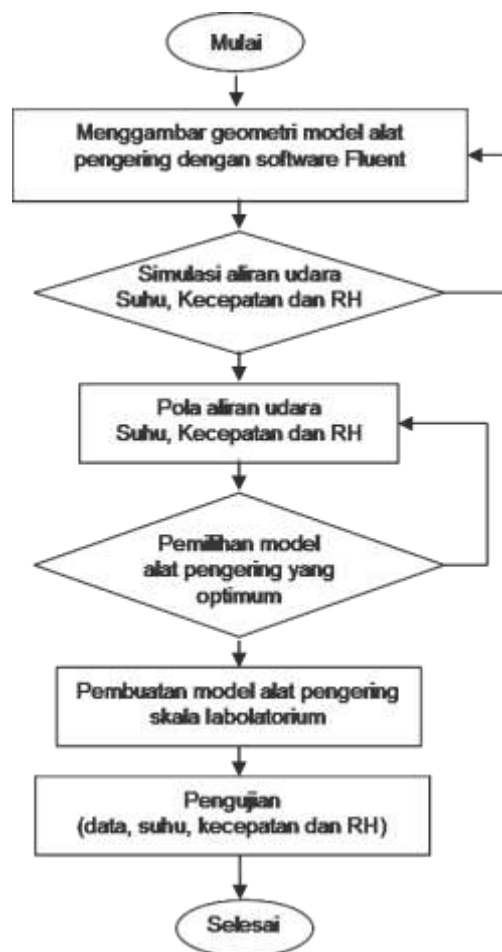 Mulai
Menggambar geometri model alat
pengering dengan software Fluent
Simulasi aliran udara
Suhu, Kecepatan dan RH
Pola aliran udara
Suhu, Kecepatan dan RH
Pemilihan model
alat pengering yang
optimum
Pembuatan model alat pengering
skala labolatorium
Pengujian
(data, suhu, kecepatan dan RH)
Selesai